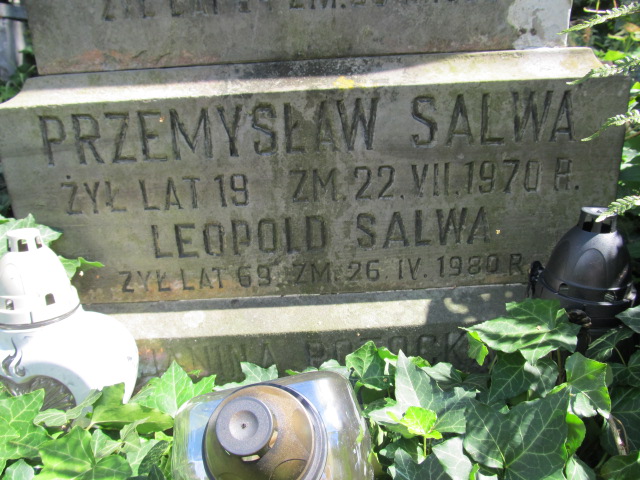 PRZEMYSŁAW SALWA
ŻYŁ LAT 19 ZM. 22. VII. 1970 R.
LEOPOLD SALWA
ŻYŁ LAT 69 ZM. 26 IV. 1980 R